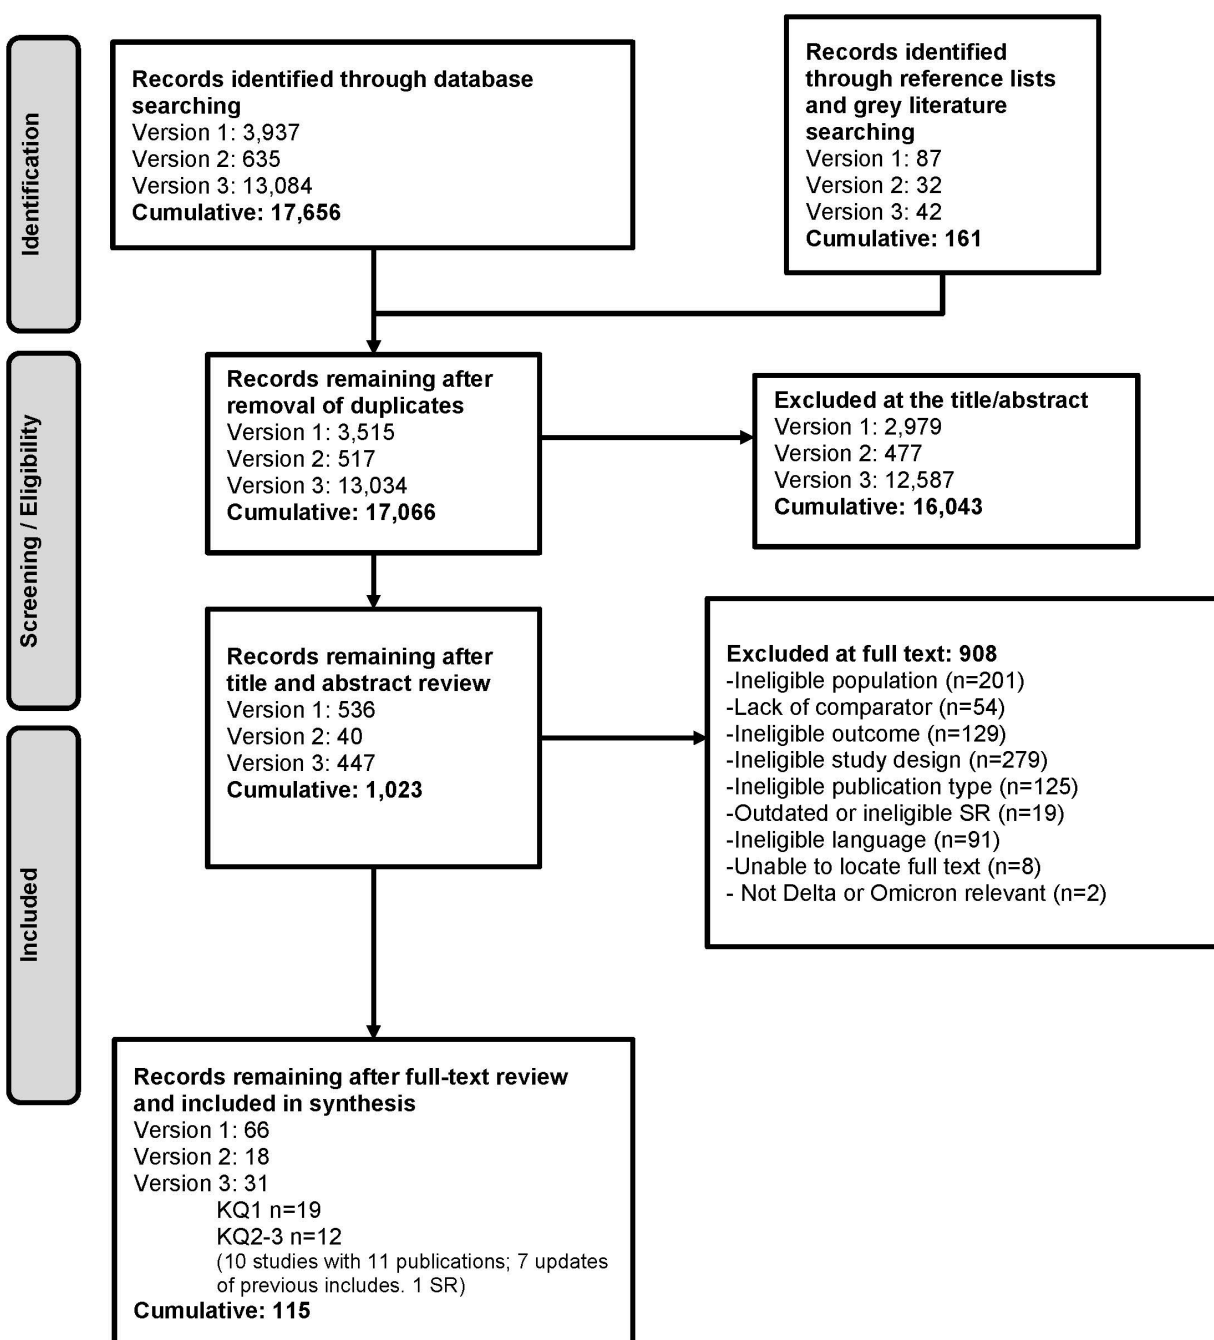 Identification
Records identified through database
searching
Version 1: 3,937
Version 2: 635
Version 3: 13,084
Cumulative: 17,656
Records identified
through reference lists
and grey literature
searching
Version 1: 87
Version 2: 32
Version 3: 42
Cumulative: 161
Screening / Eligibility
Records remaining after
removal of duplicates
Version 1: 3,515
Version 2: 517
Version 3: 13,034
Cumulative: 17,066
Excluded at the title/abstract
Version 1: 2,979
Version 2: 477
Version 3: 12,587
Cumulative: 16,043
Records remaining after
title and abstract review
Version 1: 536
Version 2: 40
Version 3: 447
Cumulative: 1,023
Excluded at full text: 908
-Ineligible population (n=201)
-Lack of comparator (n=54)
-Ineligible outcome (n=129)
-Ineligible study design (n=279)
-Ineligible publication type (n=125)
-Outdated or ineligible SR (n=19)
-Ineligible language (n=91)
-Unable to locate full text (n=8)
- Not Delta or Omicron relevant (n=2)
Included
Records remaining after full-text review
and included in synthesis
Version 1: 66
Version 2: 18
Version 3: 31
KQ1 n=19
KQ2-3 n=12
(10 studies with 11 publications; 7 updates
of previous includes. 1 SR)
Cumulative: 115